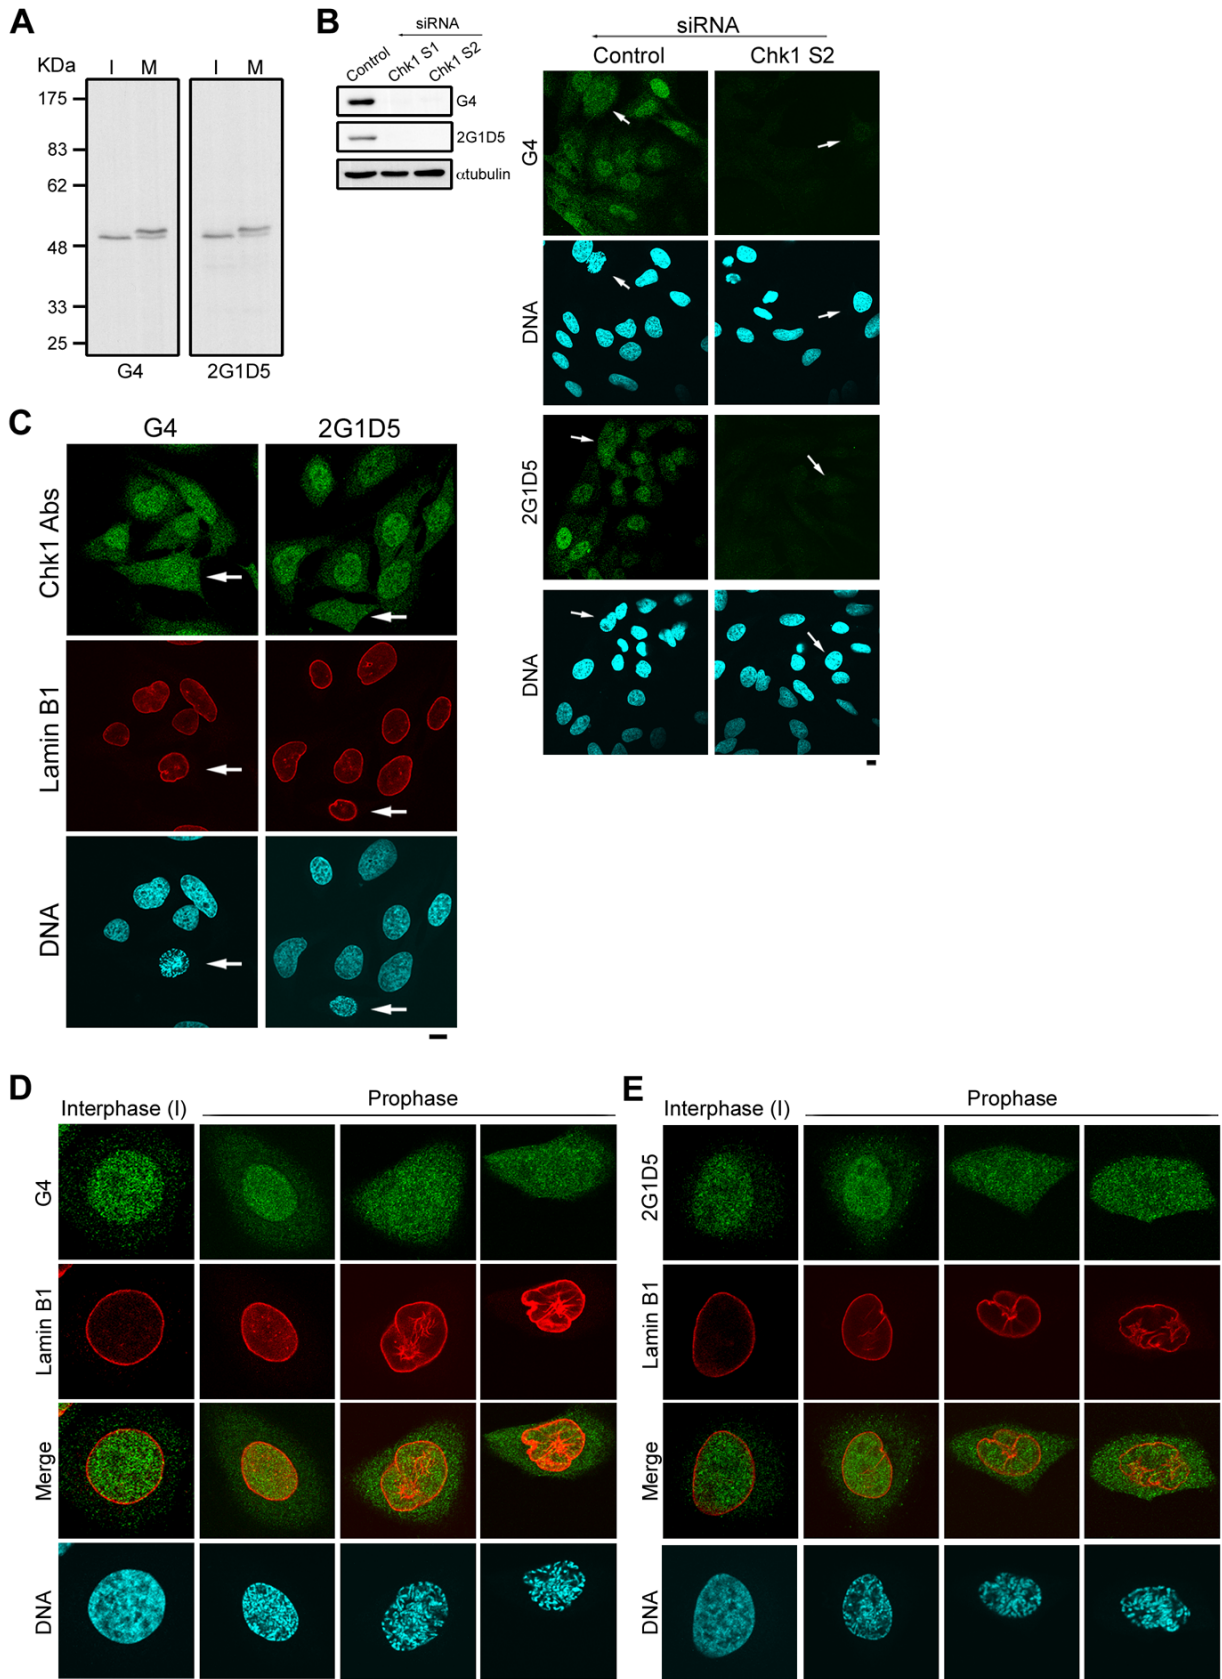 A
KDa I M I M
175
83
62
48
33
25
G4 2G1D5
B
siRNA
Control Chk1 S1 Chk1 S2
G4
2G1D5
αtubulin
siRNA
Control Chk1 S2
G4
DNA
2G1D5
DNA
C
G4 2G1D5
Chk1 Abs
Lamin B1
DNA
D
Interphase (I) Prophase
G4
Lamin B1
Merge
DNA
E
Interphase (I) Prophase
2G1D5
Lamin B1
Merge
DNA